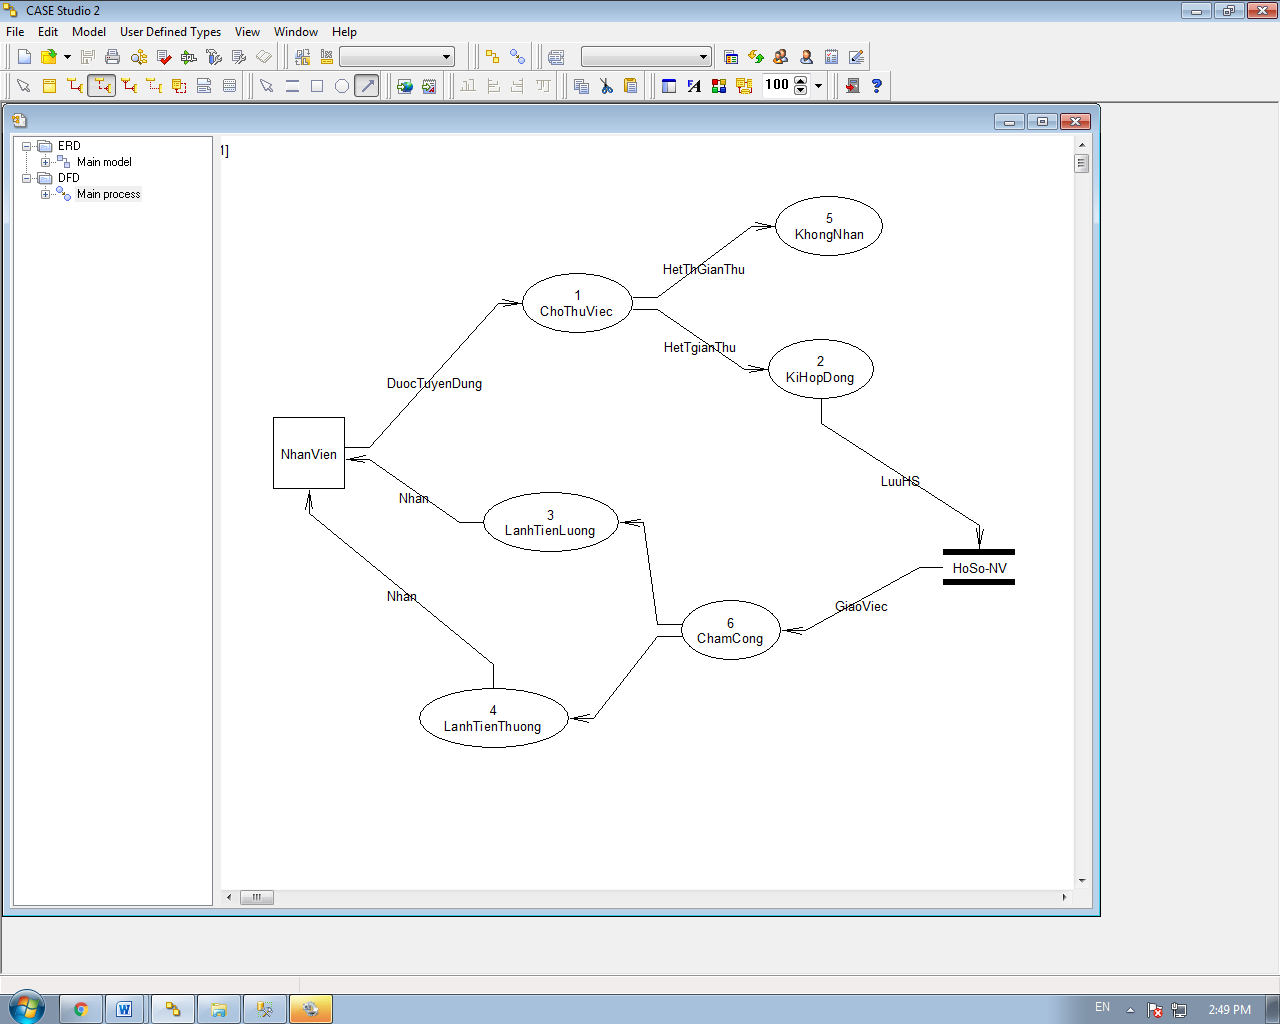 CASE Studio 2
File Edit Model User Defined Types View Window Help
100
ERD
Main model
DFD
Main process
1]
5
KhongNhan
HetThGianThu
1
ChoThuViec
HetTgianThu
2
KiHopDong
DuocTuyenDung
NhanVien
LuuHS
Nhan
3
LanhTienLuong
HoSo-NV
Nhan
GiaoViec
6
ChamCong
4
LanhTienThuong
EN
2:49 PM